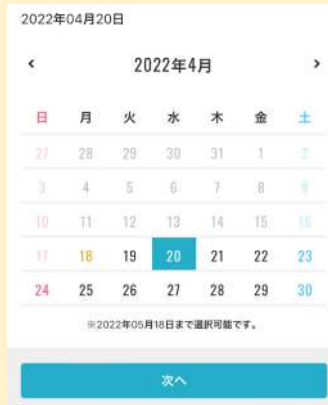 2022年04月20日
‹ 2022年4月 ›
日 月 火 水 木 金 土
27 28 29 30 31 1 2
3 4 5 6 7 8 9
10 11 12 13 14 15 16
17 18 19 20 21 22 23
24 25 26 27 28 29 30
※2022年05月18日まで選択可能です。
次へ